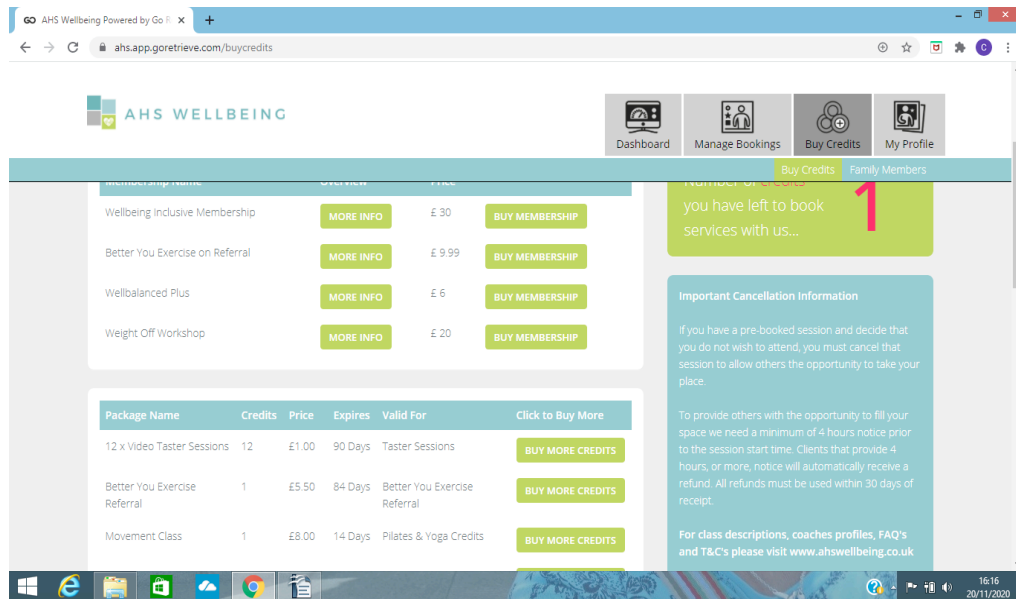 GO AHS Wellbeing Powered by Go R
ahs.app.goretrieve.com/buycredits
AHS WELLBEING
Dashboard Manage Bookings Buy Credits My Profile
Buy Credits Family Members
Membership Name Overview Price
Wellbeing Inclusive Membership MORE INFO £ 30 BUY MEMBERSHIP
Better You Exercise on Referral MORE INFO £ 9.99 BUY MEMBERSHIP
Wellbalanced Plus MORE INFO £ 6 BUY MEMBERSHIP
Weight Off Workshop MORE INFO £ 20 BUY MEMBERSHIP
Number of credits
you have left to book
services with us...
1
Important Cancellation Information
If you have a pre-booked session and decide that
you do not wish to attend, you must cancel that
session to allow others the opportunity to take your
place.
To provide others with the opportunity to fill your
space we need a minimum of 4 hours notice prior
to the session start time. Clients that provide 4
hours, or more, notice will automatically receive a
refund. All refunds must be used within 30 days of
receipt.
For class descriptions, coaches profiles, FAQ's
and T&C's please visit www.ahswellbeing.co.uk
Package Name Credits Price Expires Valid For Click to Buy More
12 x Video Taster Sessions 12 £1.00 90 Days Taster Sessions BUY MORE CREDITS
Better You Exercise 1 £5.50 84 Days Better You Exercise BUY MORE CREDITS
Referral Referral
Movement Class 1 £8.00 14 Days Pilates & Yoga Credits BUY MORE CREDITS
16:16
20/11/2020